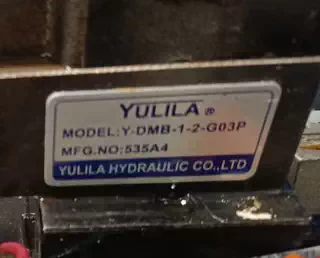 YULILA ®
MODEL:Y-DMB-1-2-G03P
MFG.NO:535A4
YULILA HYDRAULIC CO.,LTD